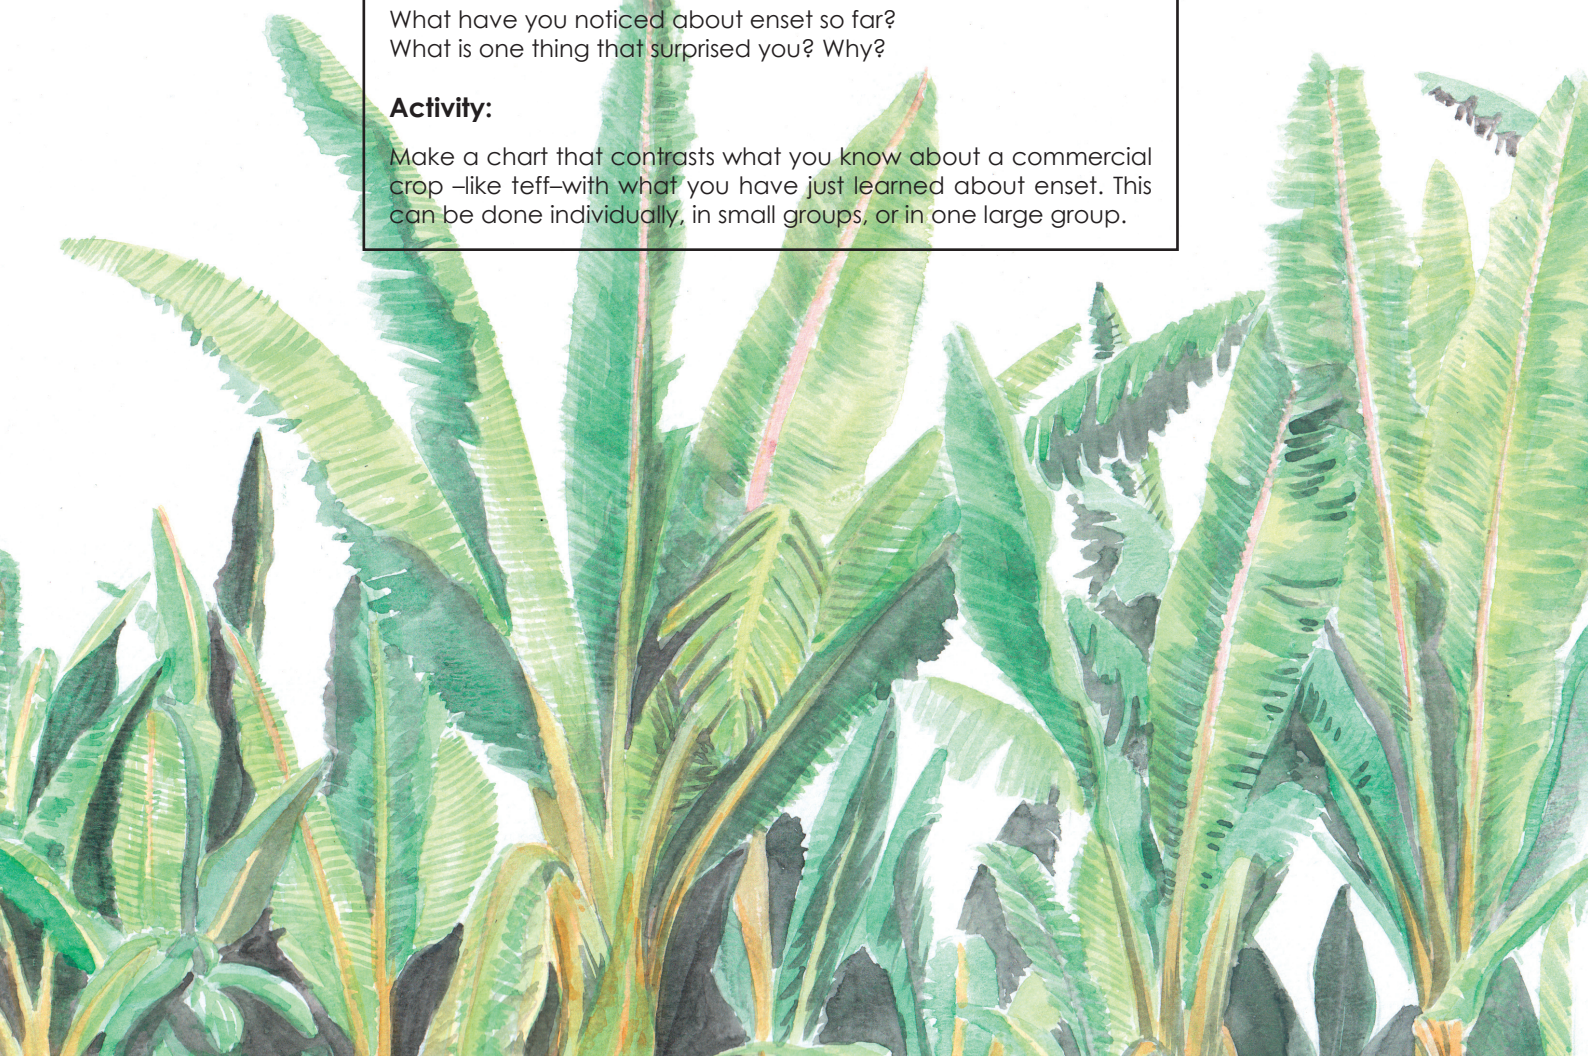 What have you noticed about enset so far?
What is one thing that surprised you? Why?
Activity:
Make a chart that contrasts what you know about a commercial
crop –like teff–with what you have just learned about enset. This
can be done individually, in small groups, or in one large group.